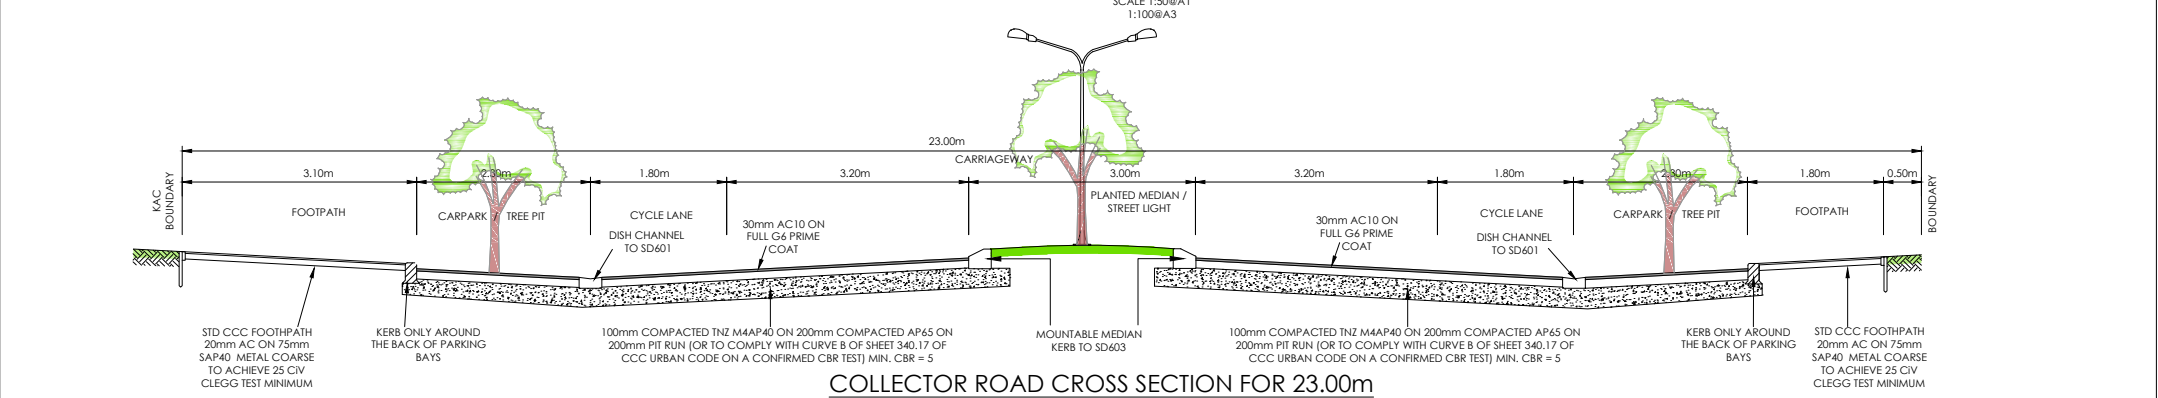 SCALE 1:50@A1
1:100@A3
23.00m
CARRIAGEWAY
KAC
BOUNDARY
3.10m
2.30m
1.80m
3.20m
3.00m
3.20m
1.80m
2.30m
1.80m
0.50m
BOUNDARY
FOOTPATH
CARPARK / TREE PIT
CYCLE LANE
PLANTED MEDIAN /
STREET LIGHT
CYCLE LANE
CARPARK / TREE PIT
FOOTPATH
DISH CHANNEL
TO SD601
30mm AC10 ON
FULL G6 PRIME
COAT
30mm AC10 ON
FULL G6 PRIME
COAT
DISH CHANNEL
TO SD601
STD CCC FOOTPATH
20mm AC ON 75mm
SAP40 METAL COARSE
TO ACHIEVE 25 CiV
CLEGG TEST MINIMUM
KERB ONLY AROUND
THE BACK OF PARKING
BAYS
100mm COMPACTED TNZ M4AP40 ON 200mm COMPACTED AP65 ON
200mm PIT RUN (OR TO COMPLY WITH CURVE B OF SHEET 340.17 OF
CCC URBAN CODE ON A CONFIRMED CBR TEST) MIN. CBR = 5
MOUNTABLE MEDIAN
KERB TO SD603
100mm COMPACTED TNZ M4AP40 ON 200mm COMPACTED AP65 ON
200mm PIT RUN (OR TO COMPLY WITH CURVE B OF SHEET 340.17 OF
CCC URBAN CODE ON A CONFIRMED CBR TEST) MIN. CBR = 5
KERB ONLY AROUND
THE BACK OF PARKING
BAYS
STD CCC FOOTPATH
20mm AC ON 75mm
SAP40 METAL COARSE
TO ACHIEVE 25 CiV
CLEGG TEST MINIMUM
COLLECTOR ROAD CROSS SECTION FOR 23.00m